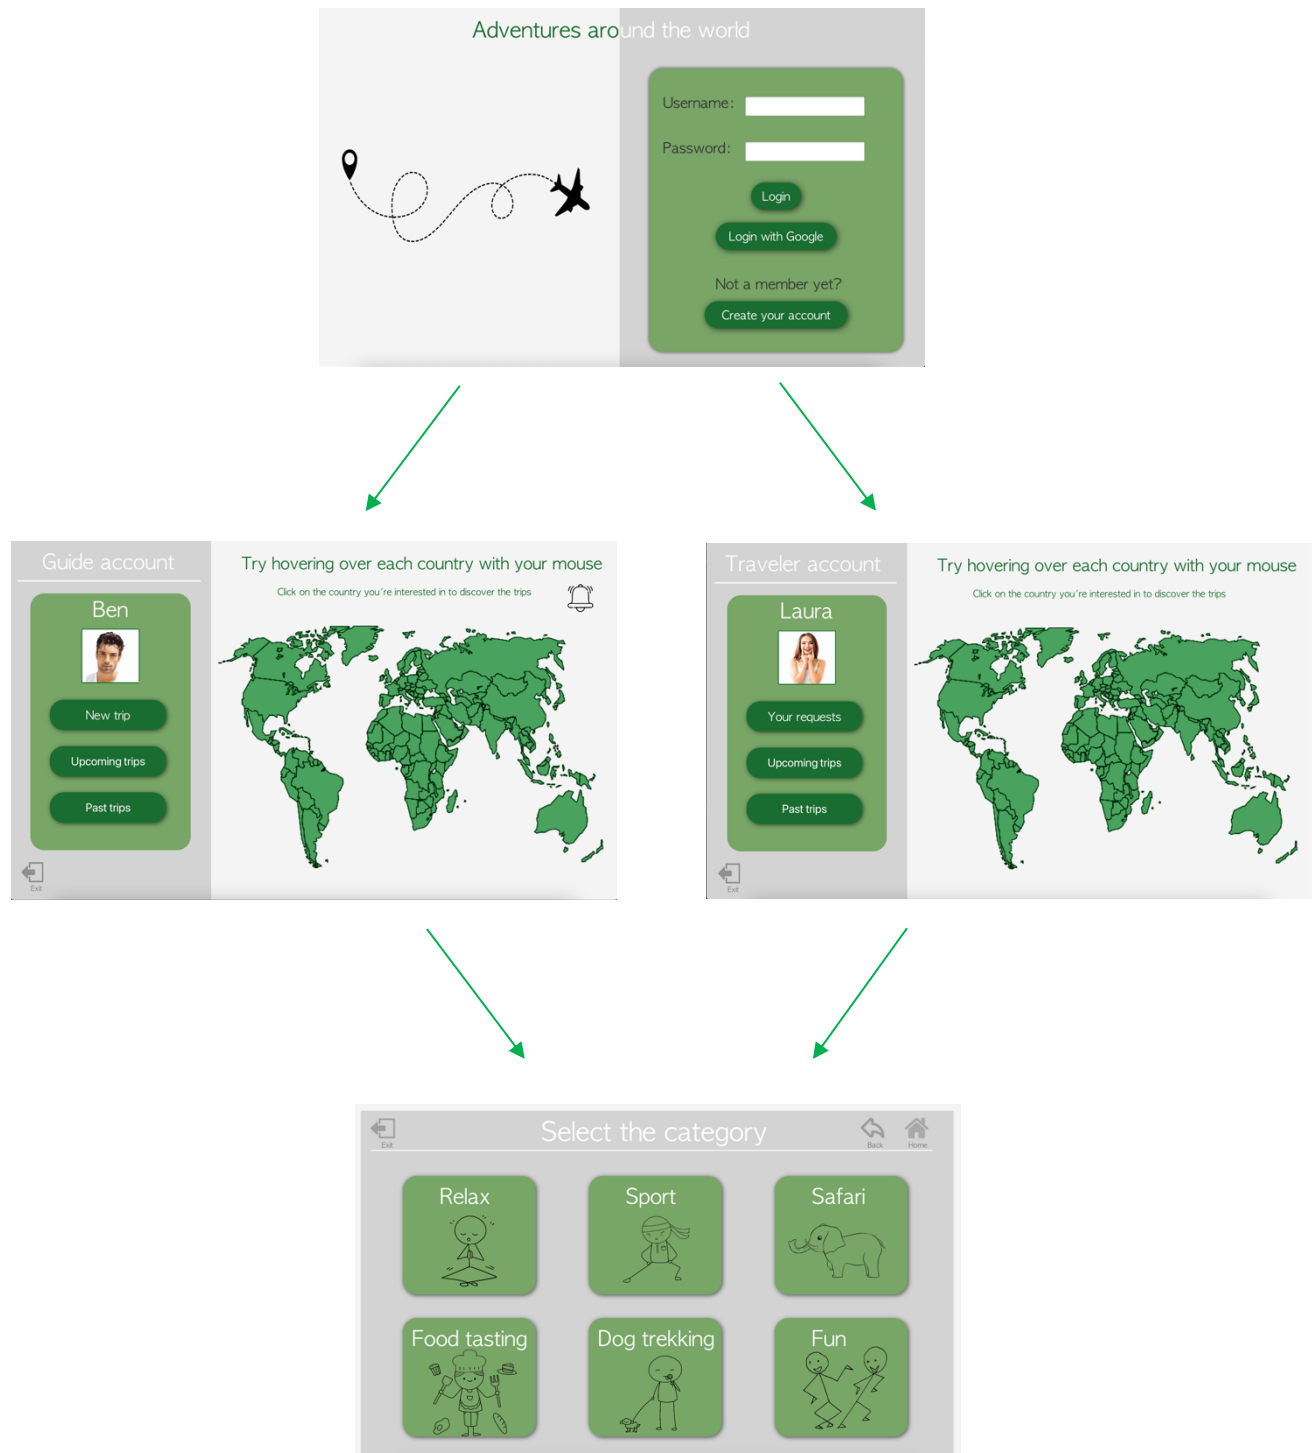 Adventures around the world
Username:
Password:
Login
Login with Google
Not a member yet?
Create your account
Guide account
Ben
New trip
Upcoming trips
Past trips
Exit
Try hovering over each country with your mouse
Click on the country you're interested in to discover the trips
Traveler account
Laura
Your requests
Upcoming trips
Past trips
Exit
Try hovering over each country with your mouse
Click on the country you're interested in to discover the trips
Exit
Select the category
Back
Home
Relax
Sport
Safari
Food tasting
Dog trekking
Fun